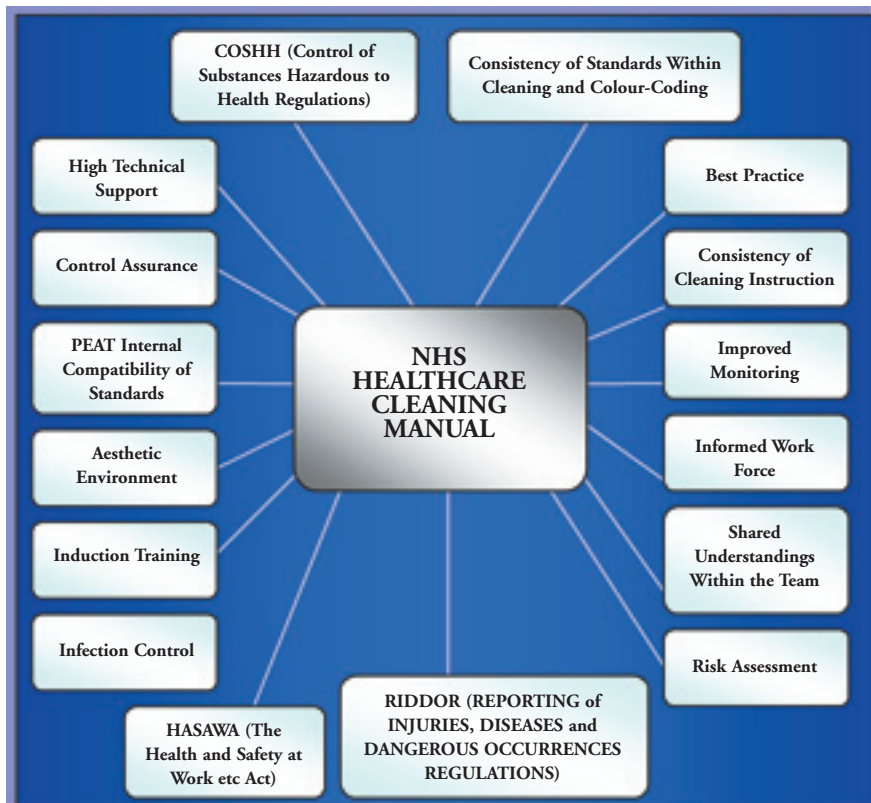 COSHH (Control of
Substances Hazardous to
Health Regulations)
Consistency of Standards Within
Cleaning and Colour-Coding
High Technical
Support
Control Assurance
PEAT Internal
Compatibility of
Standards
Aesthetic
Environment
Induction Training
Infection Control
HASAWA (The
Health and Safety at
Work etc Act)
NHS
HEALTHCARE
CLEANING
MANUAL
RIDDOR (REPORTING of
INJURIES, DISEASES and
DANGEROUS OCCURRENCES
REGULATIONS)
Best Practice
Consistency of
Cleaning Instruction
Improved
Monitoring
Informed Work
Force
Shared
Understandings
Within the Team
Risk Assessment